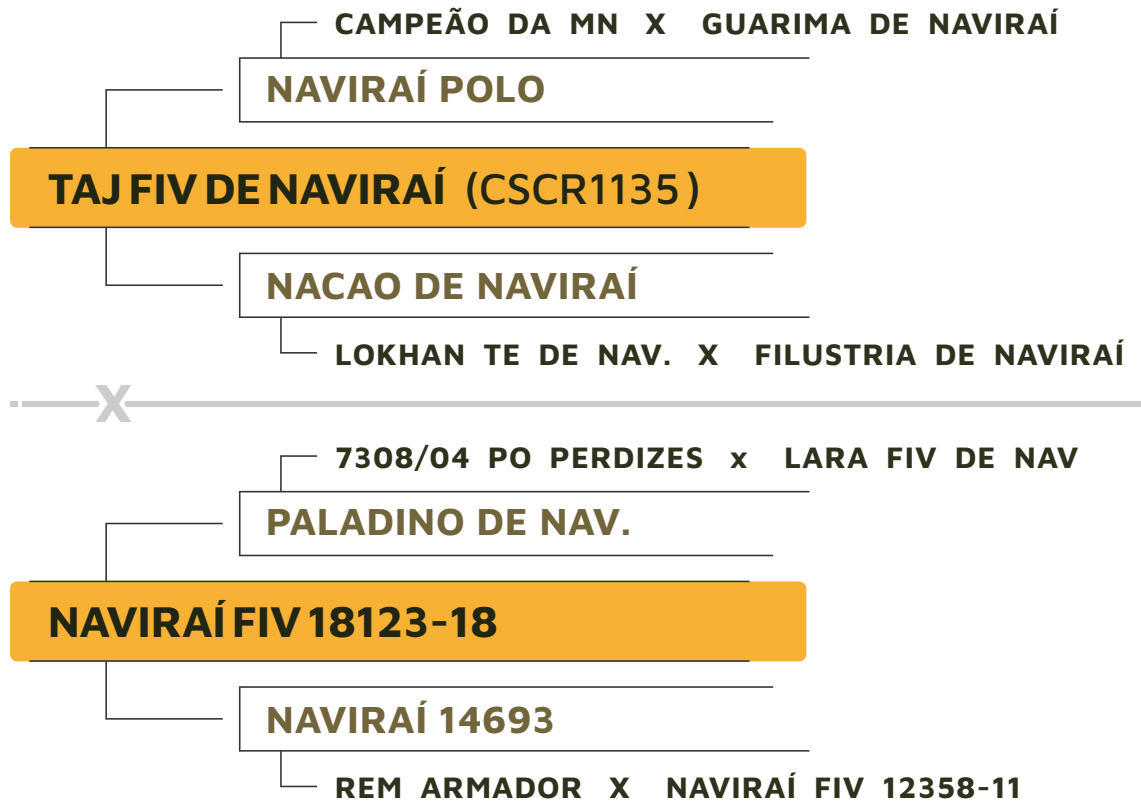 CAMPEÃO DA MN X GUARIMA DE NAVIRAÍ
NAVIRAÍ POLO
TAJ FIV DE NAVIRAÍ (CSCR1135 )
NACAO DE NAVIRAÍ
LOKHAN TE DE NAV. X FILUSTRIA DE NAVIRAÍ
X
7308/04 PO PERDIZES x LARA FIV DE NAV
PALADINO DE NAV.
NAVIRAÍ FIV 18123-18
NAVIRAÍ 14693
REM ARMADOR X NAVIRAÍ FIV 12358-11